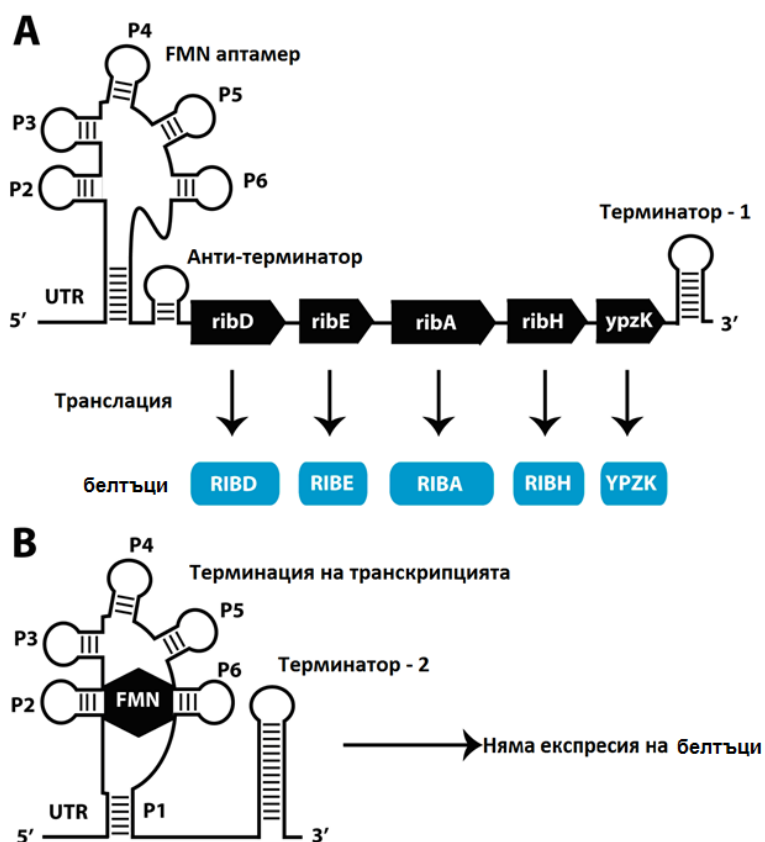 A
P4
FMN аптамер
P5
P3
P2
P6
Терминатор - 1
Анти-терминатор
UTR
5′
ribD
ribE
ribA
ribH
ypzK
3′
Транслация
белтъци
RIBD
RIBE
RIBA
RIBH
YPZK
B
P4
Терминация на транскрипцията
P5
P3
P6
Терминатор - 2
P2
FMN
Няма експресия на белтъци
UTR
P1
5′
3′